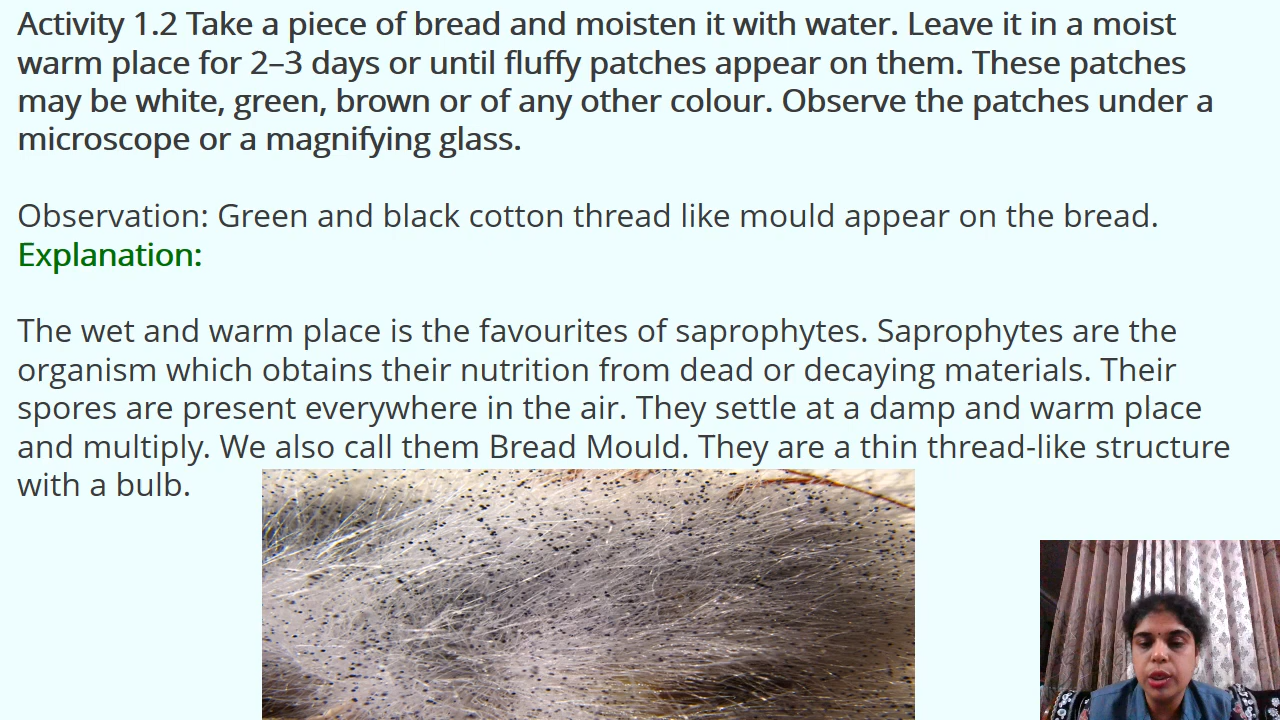 Activity 1.2 Take a piece of bread and moisten it with water. Leave it in a moist
warm place for 2–3 days or until fluffy patches appear on them. These patches
may be white, green, brown or of any other colour. Observe the patches under a
microscope or a magnifying glass.
Observation: Green and black cotton thread like mould appear on the bread.
Explanation:
The wet and warm place is the favourites of saprophytes. Saprophytes are the
organism which obtains their nutrition from dead or decaying materials. Their
spores are present everywhere in the air. They settle at a damp and warm place
and multiply. We also call them Bread Mould. They are a thin thread-like structure
with a bulb.